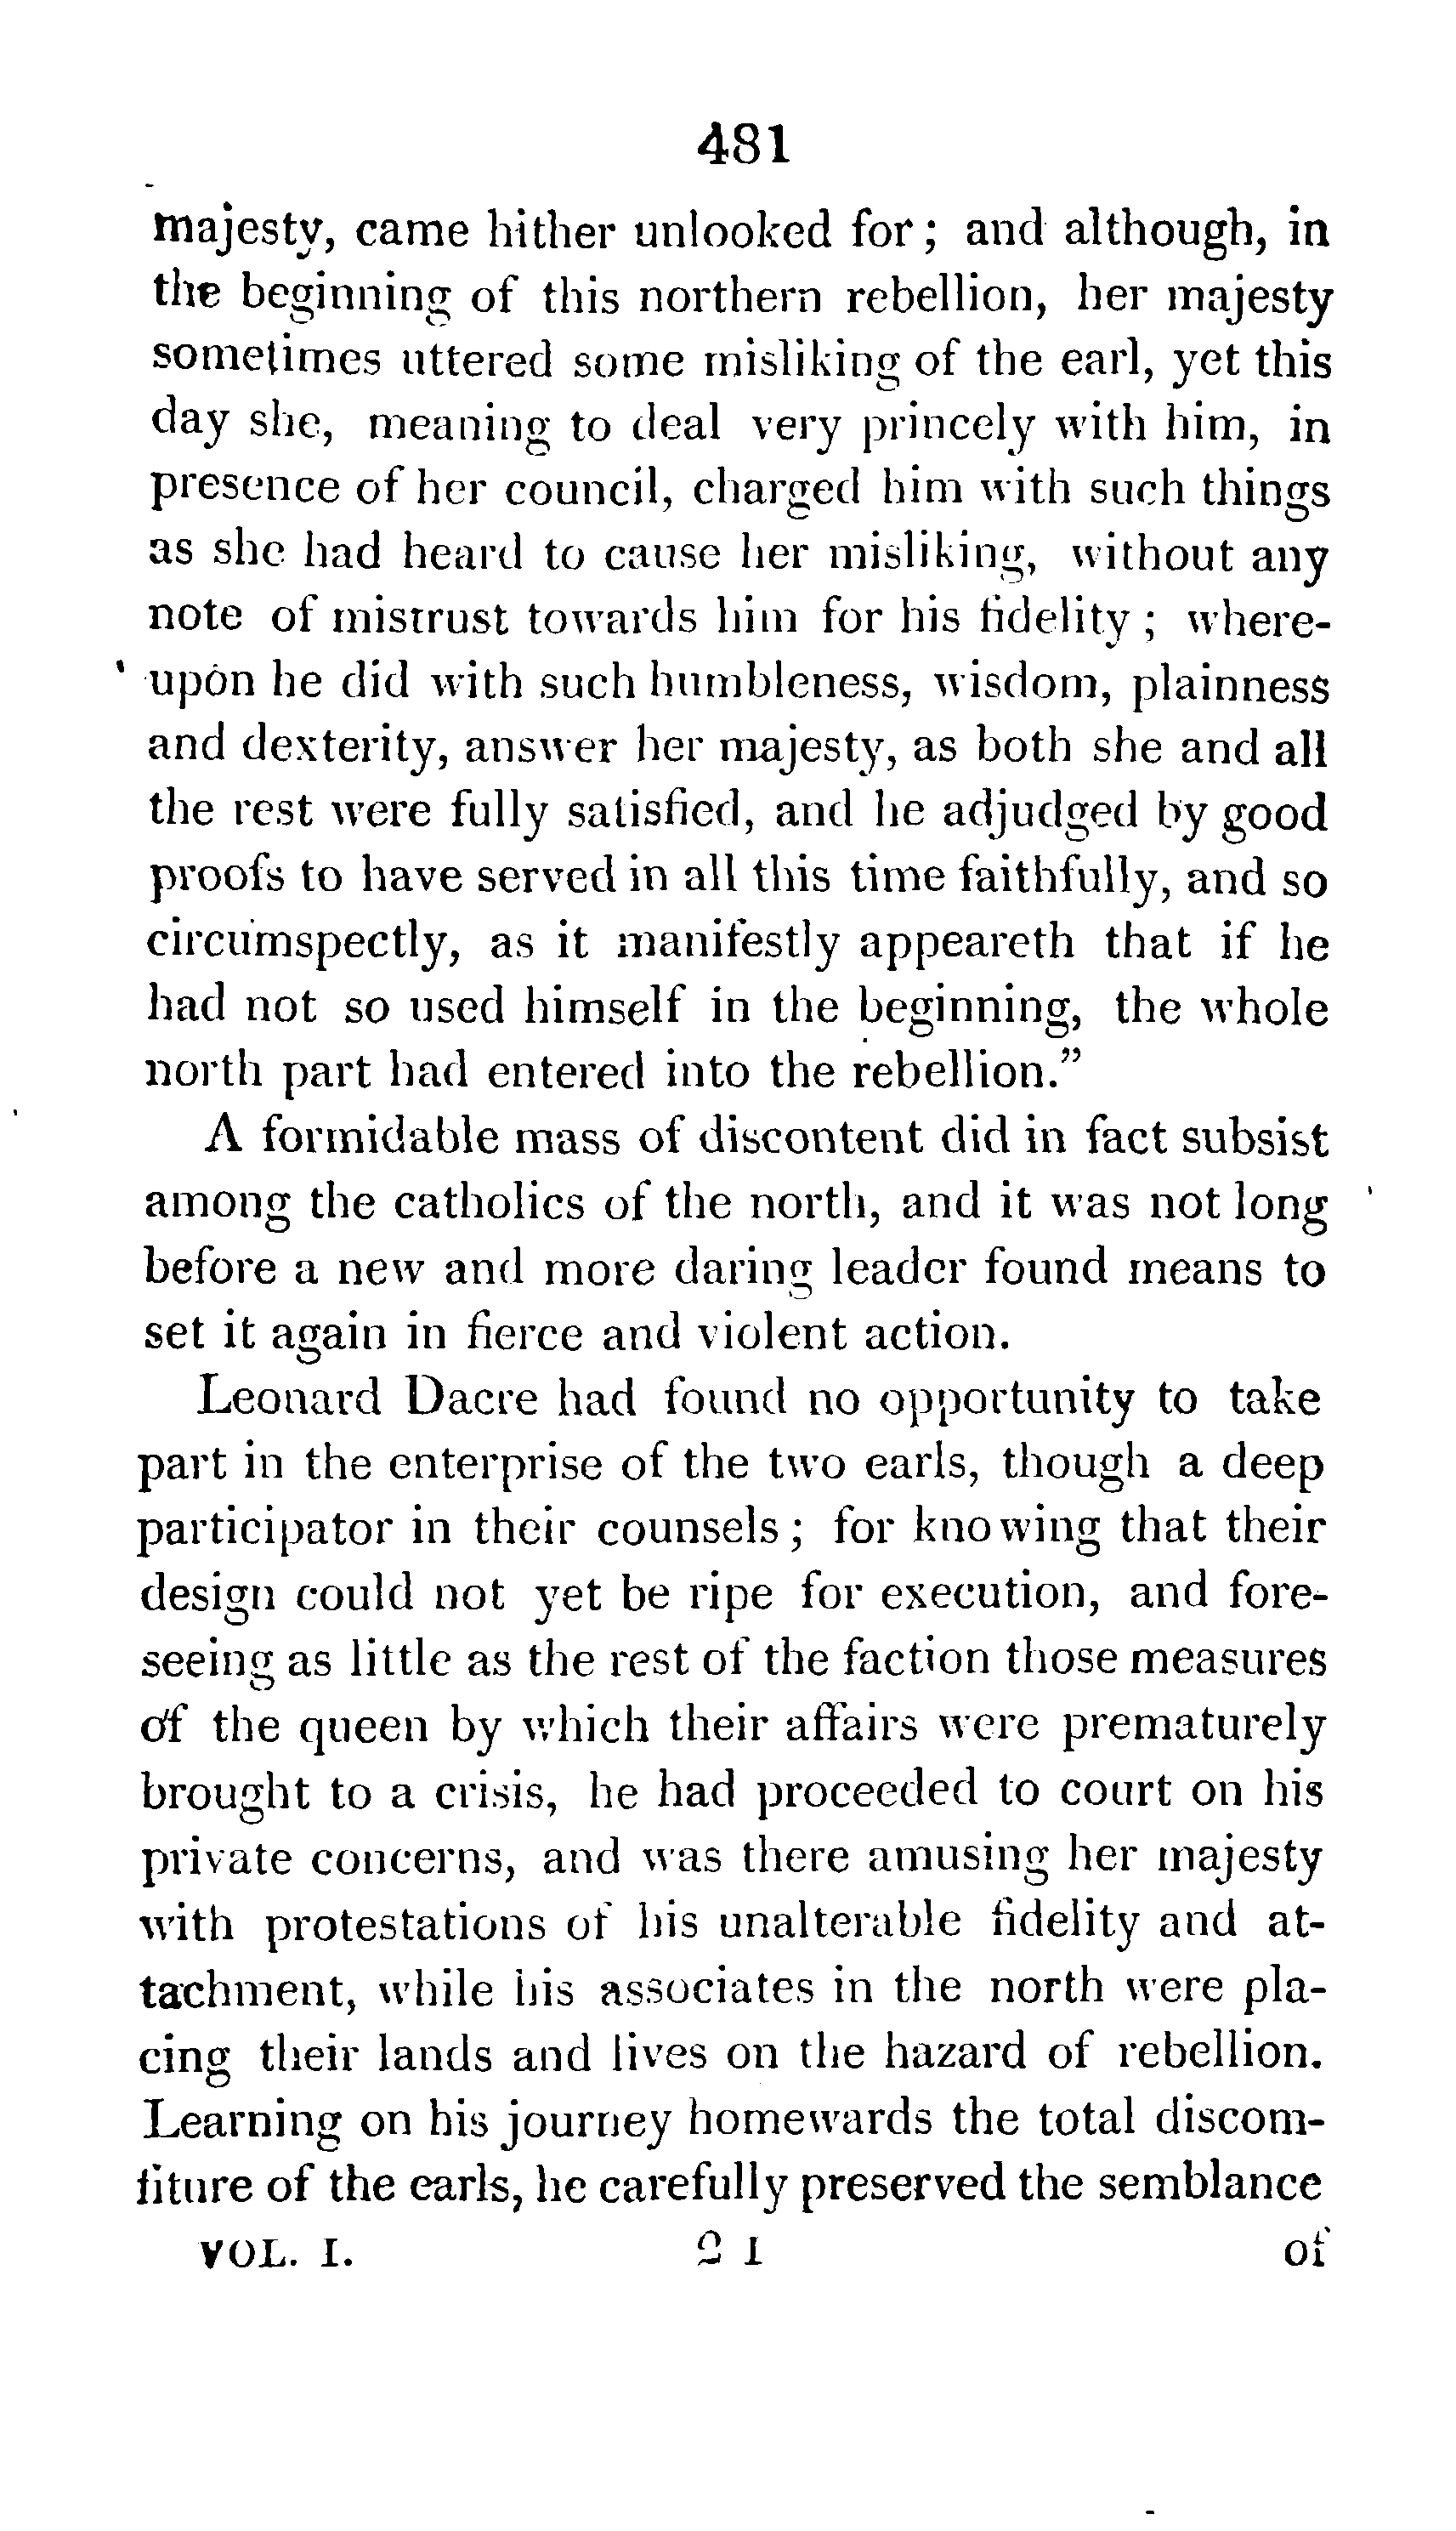 481
majesty, came hither unlooked for; and although, in
the beginning of this northern rebellion, her majesty
sometimes uttered some misliking of the earl, yet this
day she, meaning to deal very princely with him, in
presence of her council, charged him with such things
as she had heard to cause her misliking, without any
note of mistrust towards him for his fidelity; where-
upon he did with such humbleness, wisdom, plainness
and dexterity, answer her majesty, as both she and all
the rest were fully satisfied, and he adjudged by good
proofs to have served in all this time faithfully, and so
circumspectly, as it manifestly appeareth that if he
had not so used himself in the beginning, the whole
north part had entered into the rebellion.”
A formidable mass of discontent did in fact subsist
among the catholics of the north, and it was not long
before a new and more daring leader found means to
set it again in fierce and violent action.
Leonard Dacre had found no opportunity to take
part in the enterprise of the two earls, though a deep
participator in their counsels; for knowing that their
design could not yet be ripe for execution, and fore-
seeing as little as the rest of the faction those measures
of the queen by which their affairs were prematurely
brought to a crisis, he had proceeded to court on his
private concerns, and was there amusing her majesty
with protestations of his unalterable fidelity and at-
tachment, while his associates in the north were pla-
cing their lands and lives on the hazard of rebellion.
Learning on his journey homewards the total discom-
fiture of the earls, he carefully preserved the semblance
VOL. I. 2 I of